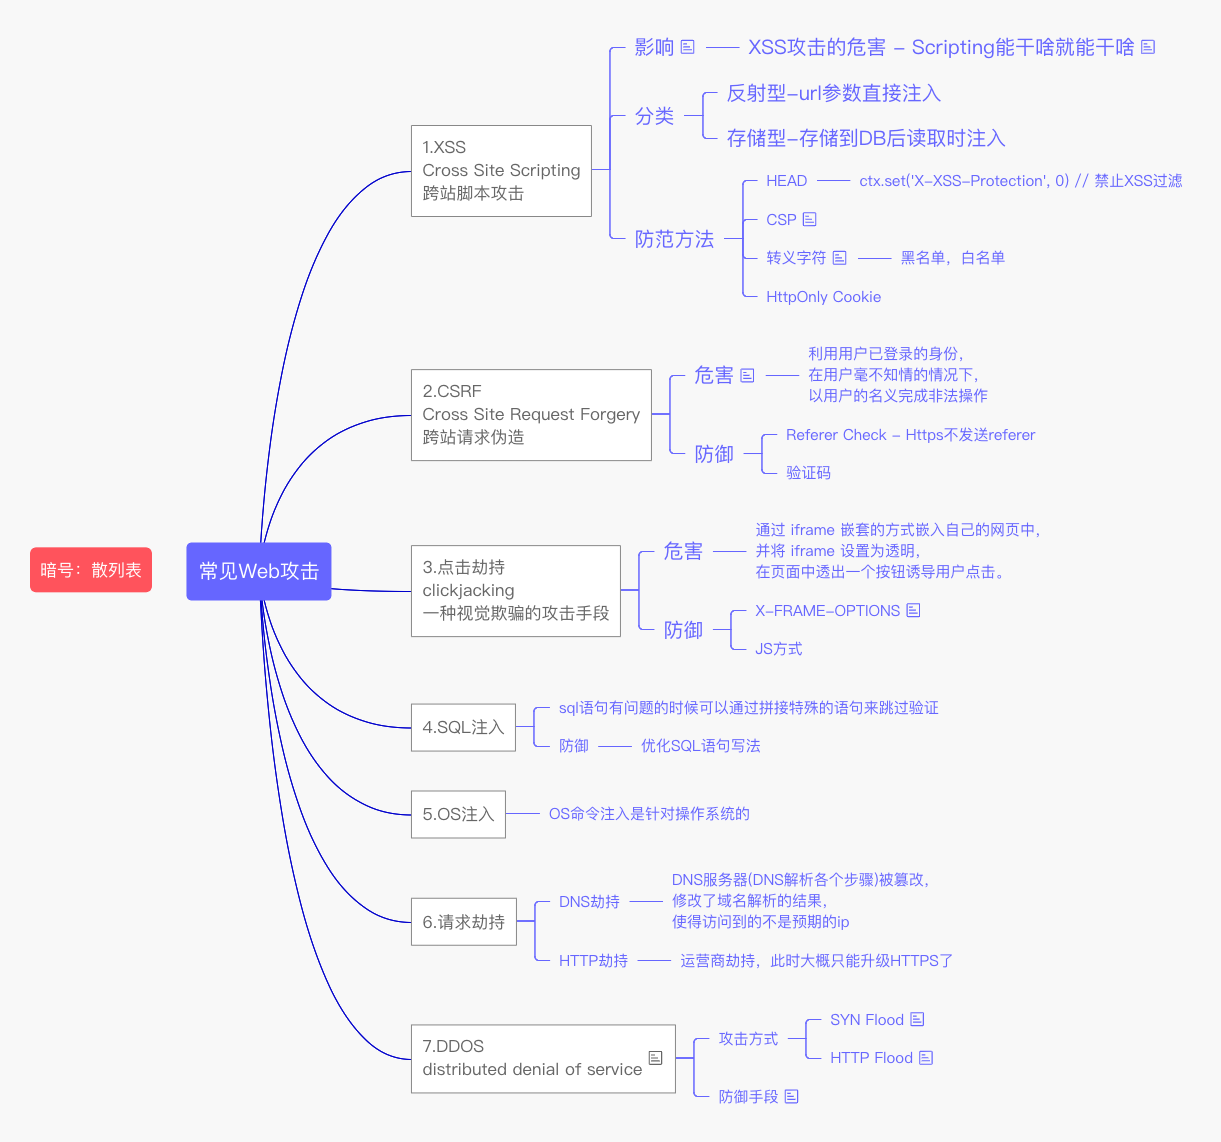 暗号：散列表
常见Web攻击
1.XSS
Cross Site Scripting
跨站脚本攻击
影响
XSS攻击的危害 - Scripting能干啥就能干啥
分类
反射型-url参数直接注入
存储型-存储到DB后读取时注入
防范方法
HEAD
ctx.set('X-XSS-Protection', 0) // 禁止XSS过滤
CSP
转义字符
黑名单，白名单
HttpOnly Cookie
2.CSRF
Cross Site Request Forgery
跨站请求伪造
危害
利用用户已登录的身份，
在用户毫不知情的情况下，
以用户的名义完成非法操作
防御
Referer Check - Https不发送referer
验证码
3.点击劫持
clickjacking
一种视觉欺骗的攻击手段
危害
通过 iframe 嵌套的方式嵌入自己的网页中，
并将 iframe 设置为透明，
在页面中透出一个按钮诱导用户点击。
防御
X-FRAME-OPTIONS
JS方式
4.SQL注入
sql语句有问题的时候可以通过拼接特殊的语句来跳过验证
防御
优化SQL语句写法
5.OS注入
OS命令注入是针对操作系统的
6.请求劫持
DNS劫持
DNS服务器(DNS解析各个步骤)被篡改，
修改了域名解析的结果，
使得访问到的不是预期的ip
HTTP劫持
运营商劫持，此时大概只能升级HTTPS了
7.DDOS
distributed denial of service
攻击方式
SYN Flood
HTTP Flood
防御手段